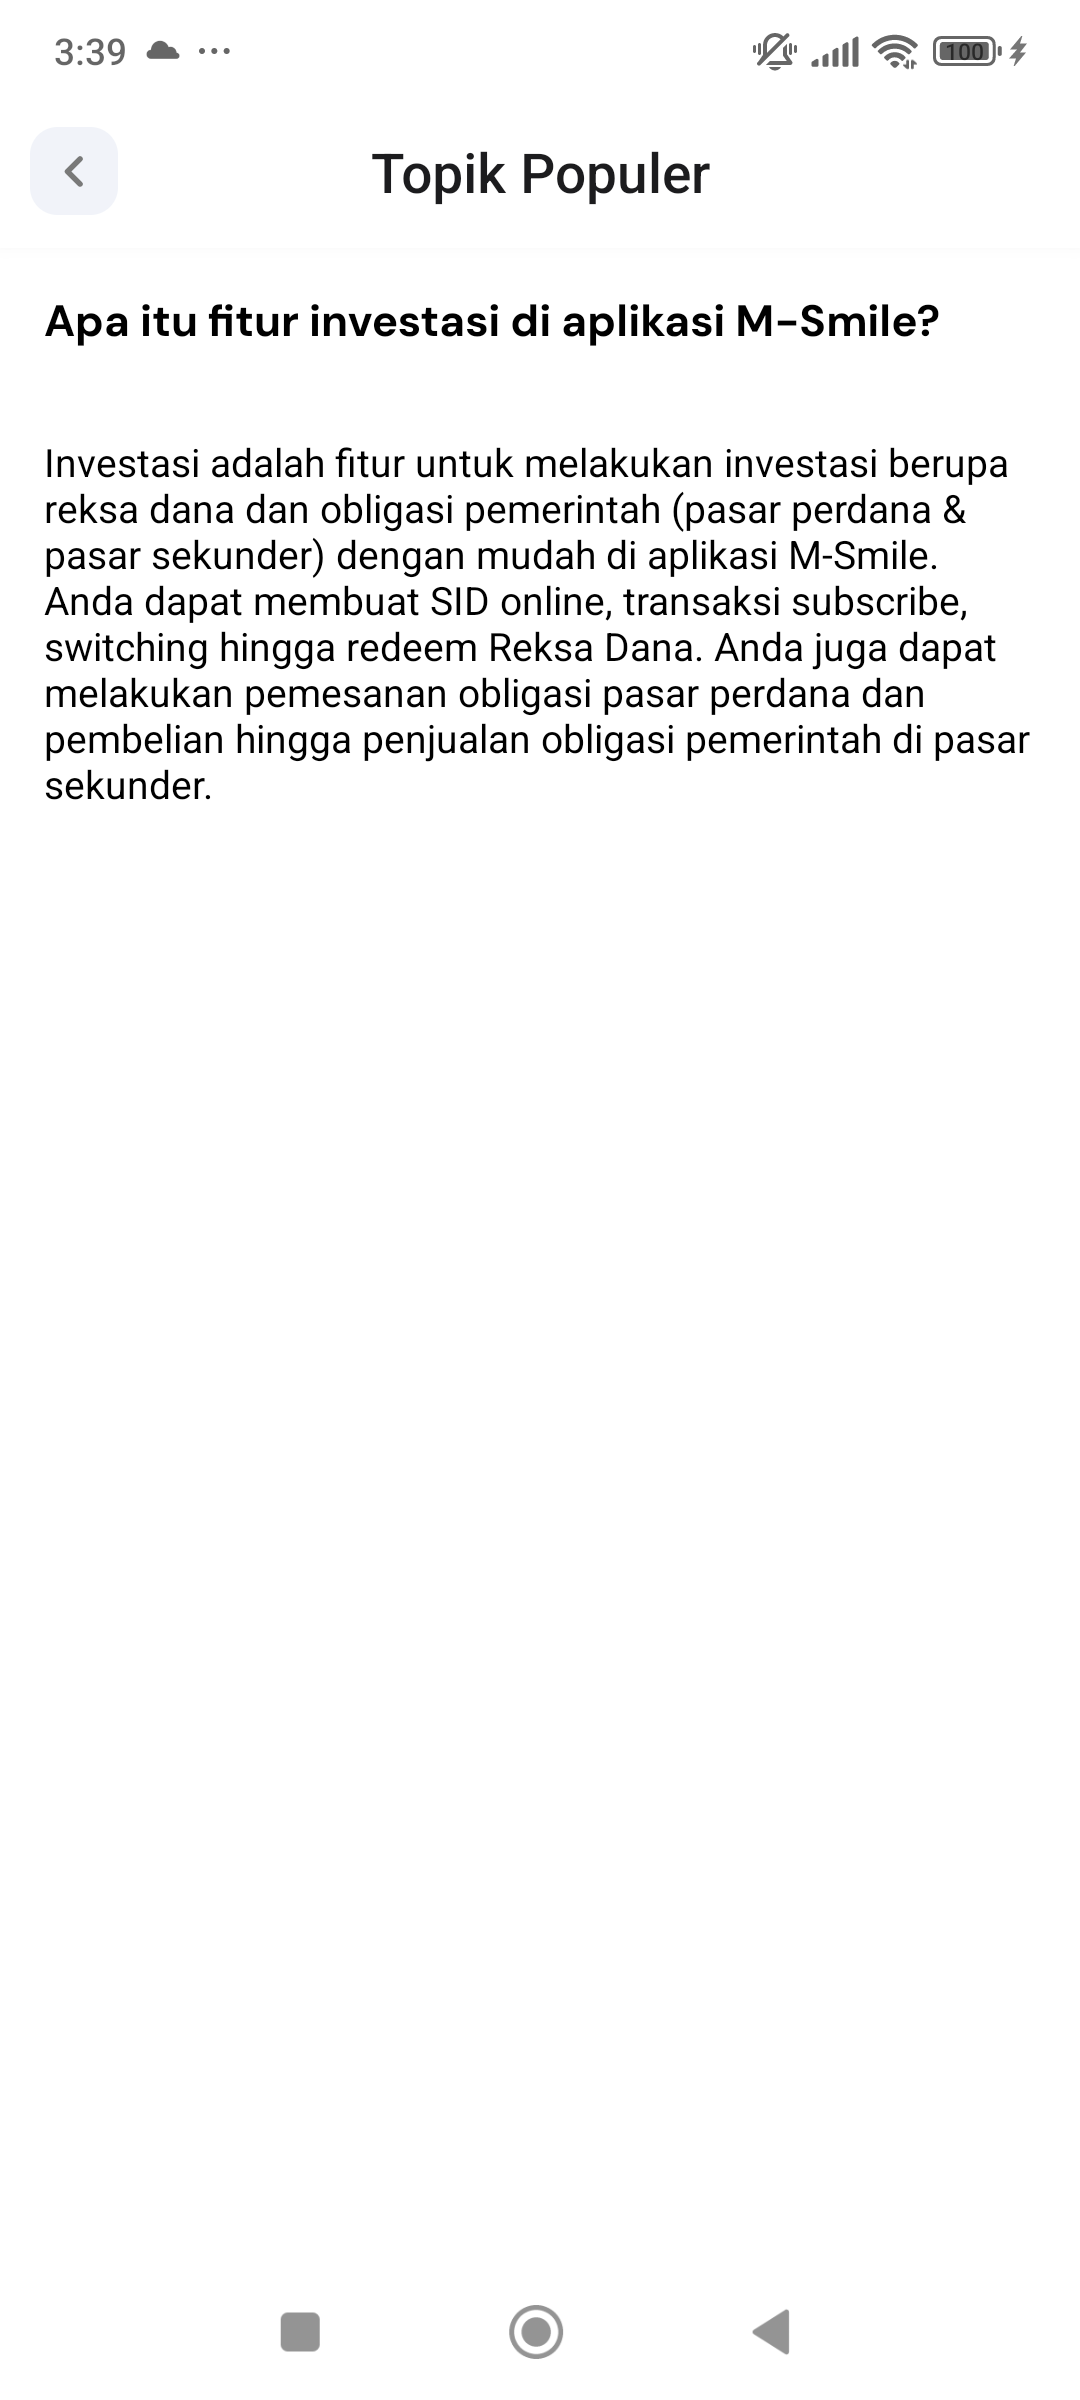 3:39
100
Topik Populer
Apa itu fitur investasi di aplikasi M-Smile?
Investasi adalah fitur untuk melakukan investasi berupa
reksa dana dan obligasi pemerintah (pasar perdana &
pasar sekunder) dengan mudah di aplikasi M-Smile.
Anda dapat membuat SID online, transaksi subscribe,
switching hingga redeem Reksa Dana. Anda juga dapat
melakukan pemesanan obligasi pasar perdana dan
pembelian hingga penjualan obligasi pemerintah di pasar
sekunder.